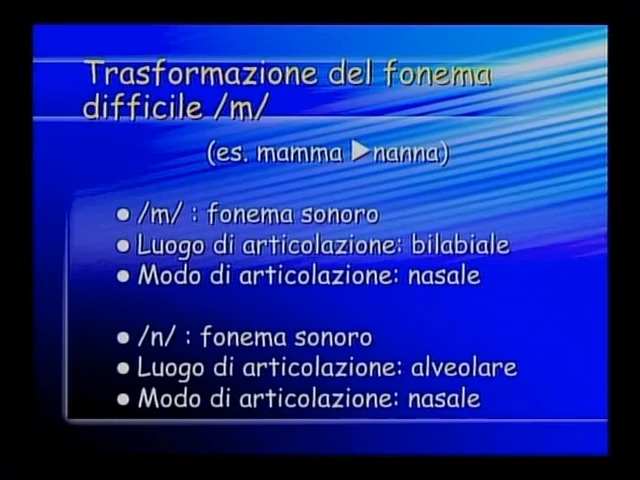 Trasformazione del fonema
difficile /m/
(es. mamma ▶nanna)
● /m/ : fonema sonoro
● Luogo di articolazione: bilabiale
● Modo di articolazione: nasale
● /n/ : fonema sonoro
● Luogo di articolazione: alveolare
● Modo di articolazione: nasale